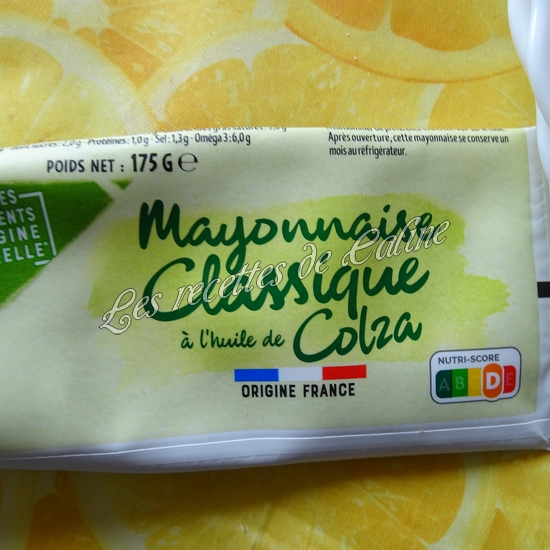 Protéines : 1,0g · Sel : 1,3g · Oméga 3 : 6,0g
Après ouverture, cette mayonnaise se conserve un
mois au réfrigérateur.
POIDS NET : 175 G ℮
Mayonnaise
Classique
à l'huile de Colza
Les recettes de Caline
ORIGINE FRANCE
NUTRI-SCORE
A B C D E